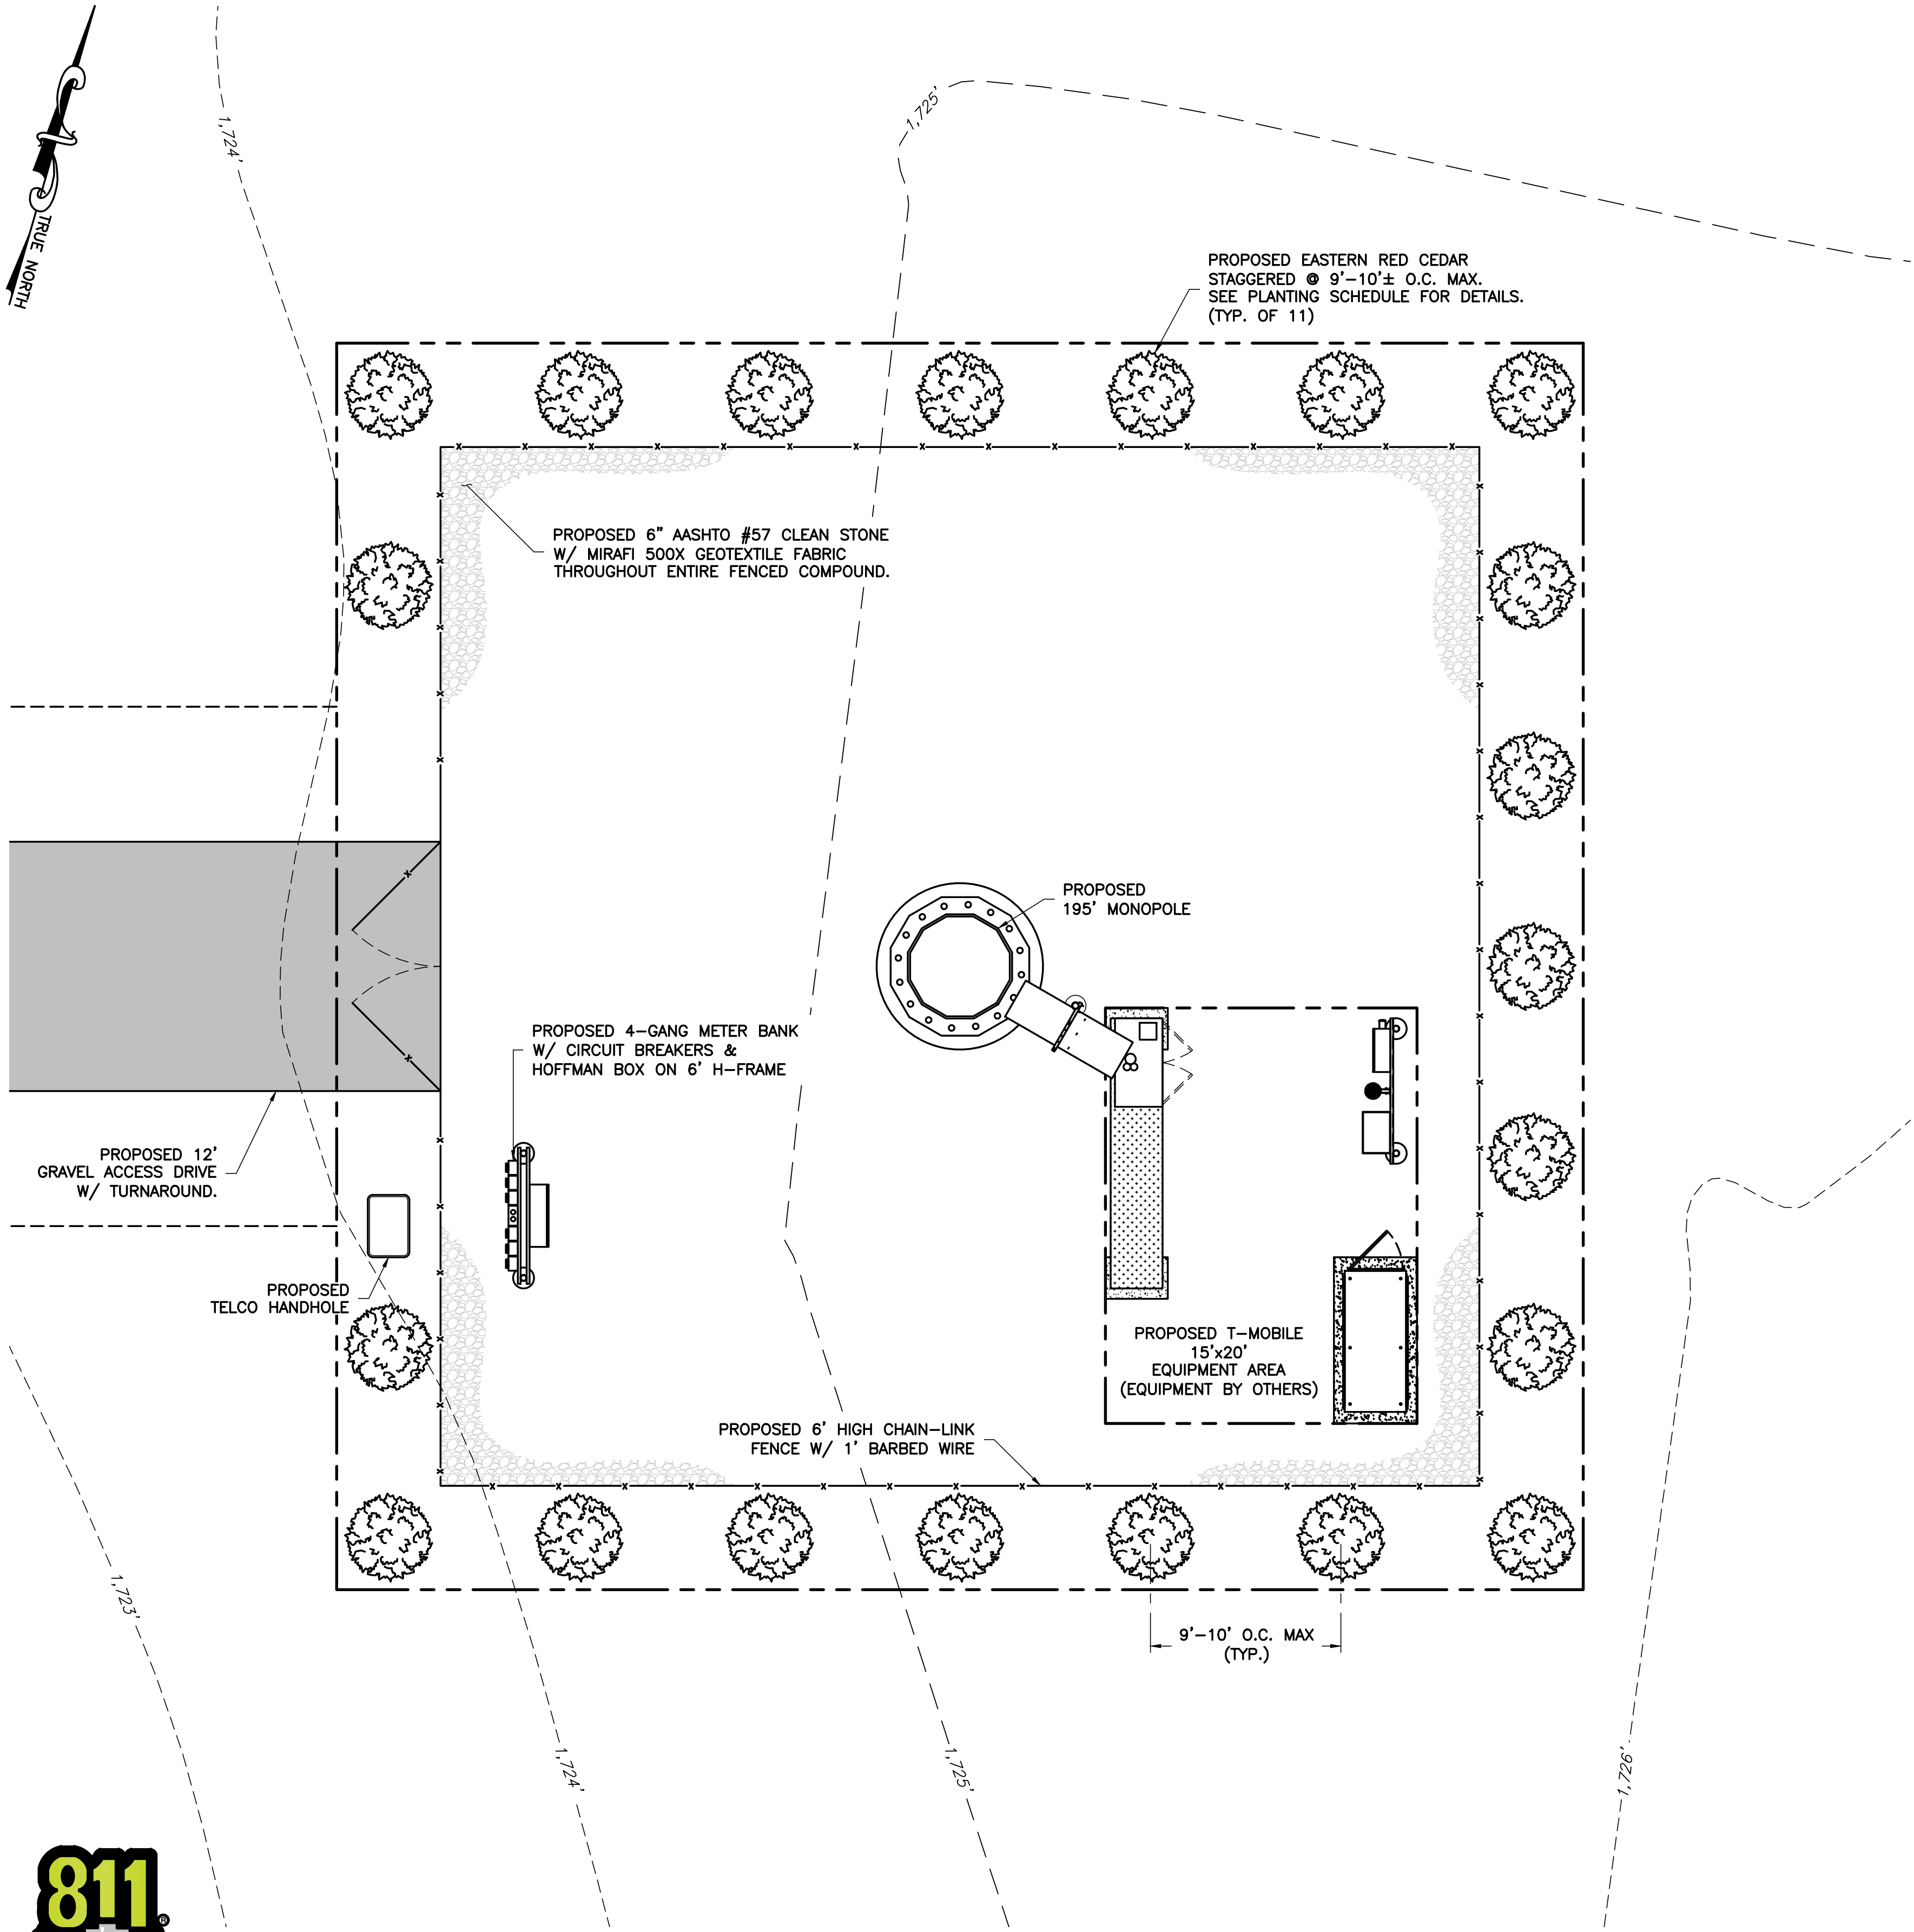 TRUE NORTH
1,724'
1,725'
PROPOSED EASTERN RED CEDAR
STAGGERED @ 9'-10'± O.C. MAX.
SEE PLANTING SCHEDULE FOR DETAILS.
(TYP. OF 11)
PROPOSED 6" AASHTO #57 CLEAN STONE
W/ MIRAFI 500X GEOTEXTILE FABRIC
THROUGHOUT ENTIRE FENCED COMPOUND.
PROPOSED
195' MONOPOLE
PROPOSED 4-GANG METER BANK
W/ CIRCUIT BREAKERS &
HOFFMAN BOX ON 6' H-FRAME
PROPOSED 12'
GRAVEL ACCESS DRIVE
W/ TURNAROUND.
PROPOSED
TELCO HANDHOLE
PROPOSED T-MOBILE
15'x20'
EQUIPMENT AREA
(EQUIPMENT BY OTHERS)
PROPOSED 6' HIGH CHAIN-LINK
FENCE W/ 1' BARBED WIRE
9'-10' O.C. MAX
(TYP.)
1,723'
1,724'
1,725'
1,726'
811®